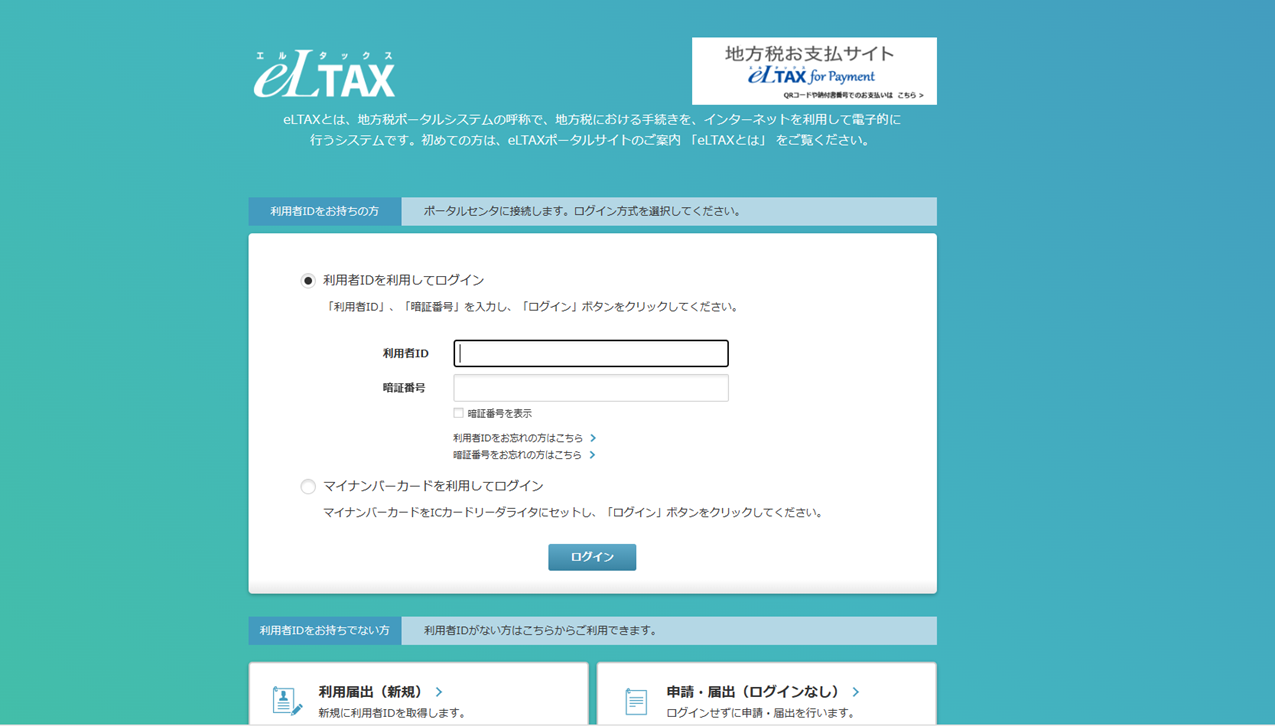 エルタックス
eLTAX
地方税お支払サイト
エルタックス
eLTAX for Payment
QRコードや納付書番号でのお支払いは こちら >
eLTAXとは、地方税ポータルシステムの呼称で、地方税における手続きを、インターネットを利用して電子的に
行うシステムです。初めての方は、eLTAXポータルサイトのご案内 「eLTAXとは」 をご覧ください。
利用者IDをお持ちの方
ポータルセンタに接続します。ログイン方式を選択してください。
利用者IDを利用してログイン
「利用者ID」、「暗証番号」を入力し、「ログイン」ボタンをクリックしてください。
利用者ID
暗証番号
暗証番号を表示
利用者IDをお忘れの方はこちら
暗証番号をお忘れの方はこちら
マイナンバーカードを利用してログイン
マイナンバーカードをICカードリーダライタにセットし、「ログイン」ボタンをクリックしてください。
ログイン
利用者IDをお持ちでない方
利用者IDがない方はこちらからご利用できます。
利用届出（新規）
新規に利用者IDを取得します。
申請・届出（ログインなし）
ログインせずに申請・届出を行います。